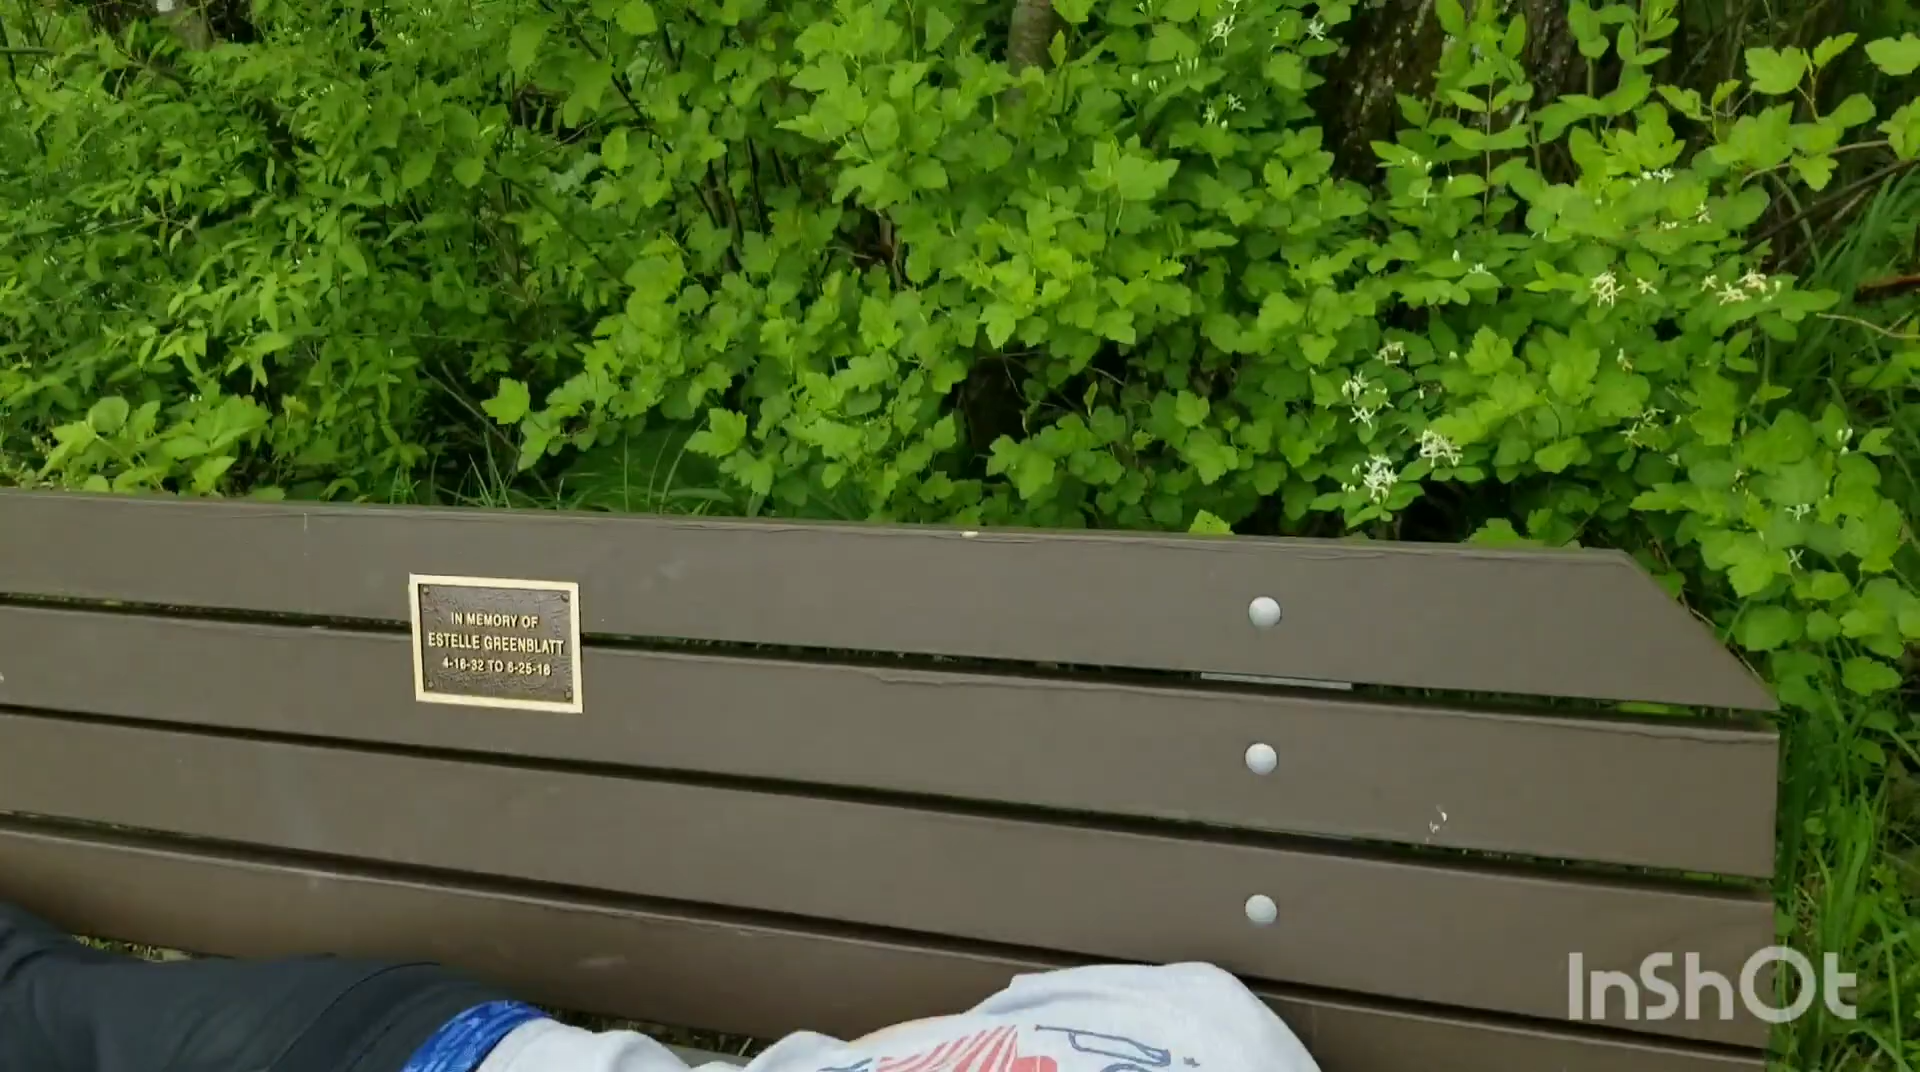 IN MEMORY OF
ESTELLE GREENBLATT
4-16-32 TO 6-25-16
InShOt